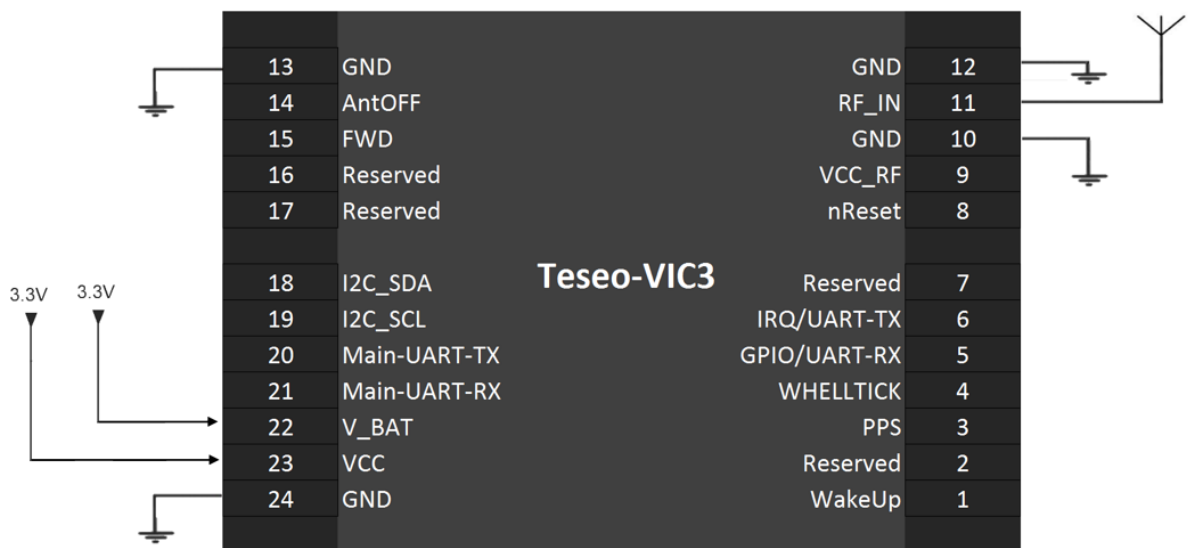 13 GND GND 12
14 AntOFF RF_IN 11
15 FWD GND 10
16 Reserved VCC_RF 9
17 Reserved nReset 8
Teseo-VIC3
18 I2C_SDA Reserved 7
3.3V 3.3V
19 I2C_SCL IRQ/UART-TX 6
20 Main-UART-TX GPIO/UART-RX 5
21 Main-UART-RX WHELLTICK 4
22 V_BAT PPS 3
23 VCC Reserved 2
24 GND WakeUp 1